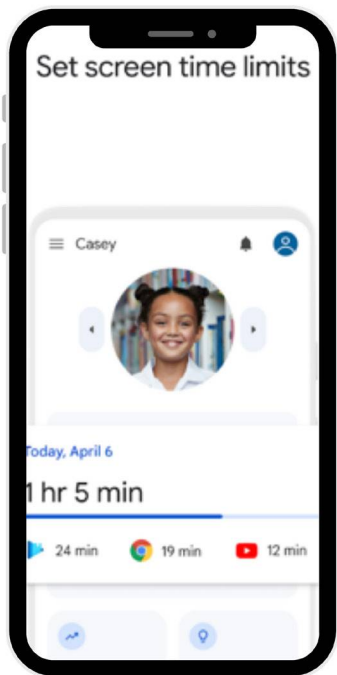 Set screen time limits
Casey
Today, April 6
1 hr 5 min
24 min 19 min 12 min